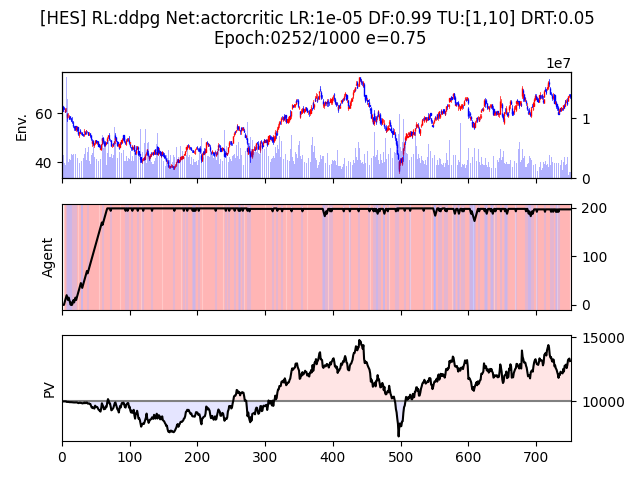 [HES] RL:ddpg Net:actorcritic LR:1e-05 DF:0.99 TU:[1,10] DRT:0.05
Epoch:0252/1000 e=0.75
1e7
Env.
60
40
1
0
Agent
200
100
0
PV
15000
10000
0 100 200 300 400 500 600 700